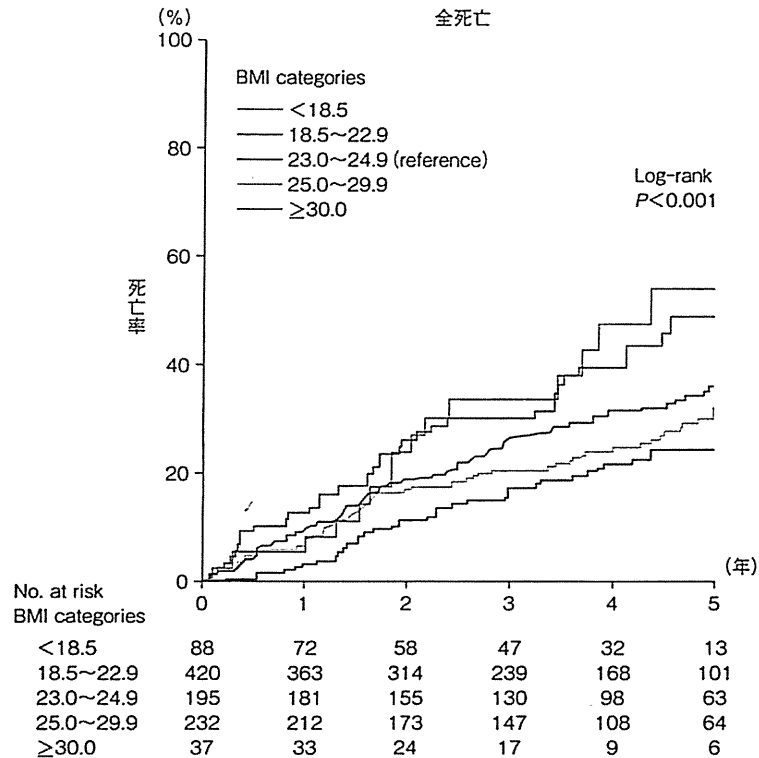 全死亡
(%)
100
80
60
40
20
0
死亡率
BMI categories
<18.5
18.5~22.9
23.0~24.9 (reference)
25.0~29.9
≥30.0
Log-rank
P<0.001
0 1 2 3 4 5
(年)
No. at risk
BMI categories
<18.5 88 72 58 47 32 13
18.5~22.9 420 363 314 239 168 101
23.0~24.9 195 181 155 130 98 63
25.0~29.9 232 212 173 147 108 64
≥30.0 37 33 24 17 9 6